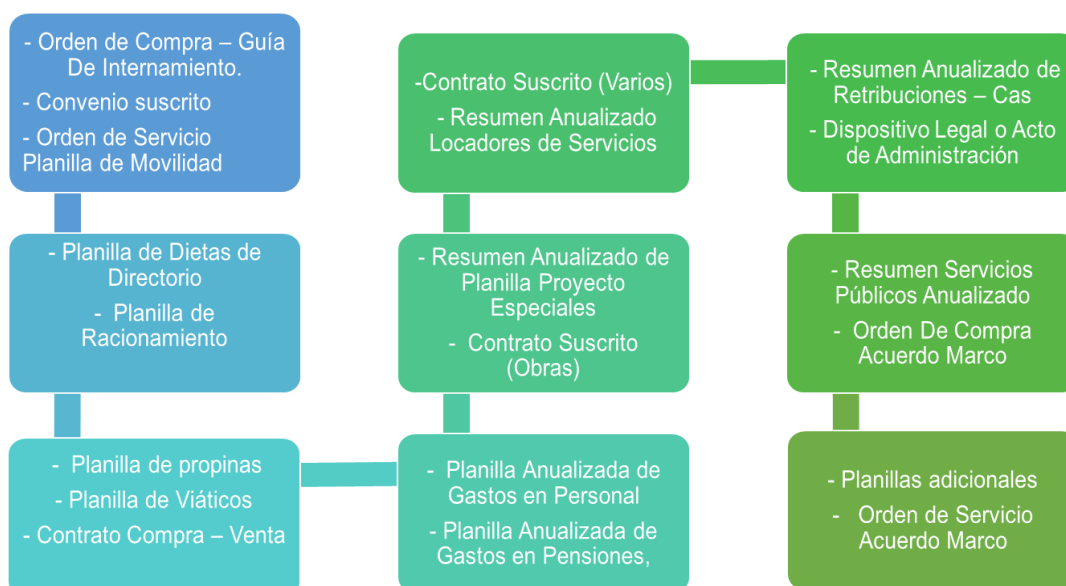 - Orden de Compra – Guía
De Internamiento.
- Convenio suscrito
- Orden de Servicio
Planilla de Movilidad
- Planilla de Dietas de
Directorio
- Planilla de
Racionamiento
- Planilla de propinas
- Planilla de Viáticos
- Contrato Compra – Venta
- Planilla Anualizada de
Gastos en Personal
- Planilla Anualizada de
Gastos en Pensiones,
- Resumen Anualizado de
Planilla Proyecto
Especiales
- Contrato Suscrito
(Obras)
-Contrato Suscrito (Varios)
- Resumen Anualizado
Locadores de Servicios
- Resumen Anualizado de
Retribuciones – Cas
- Dispositivo Legal o Acto
de Administración
- Resumen Servicios
Públicos Anualizado
- Orden De Compra
Acuerdo Marco
- Planillas adicionales
- Orden de Servicio
Acuerdo Marco